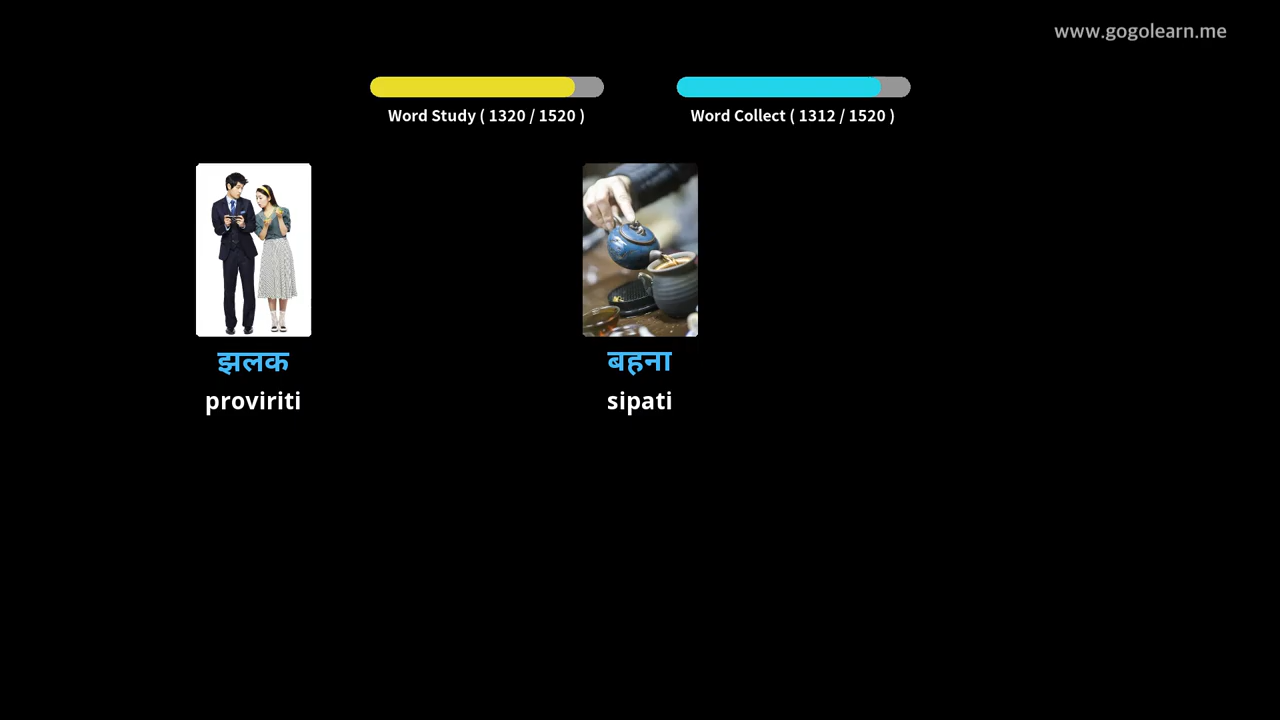 www.gogolearn.me
Word Study ( 1320 / 1520 )
Word Collect ( 1312 / 1520 )
झलक
proviriti
बहना
sipati